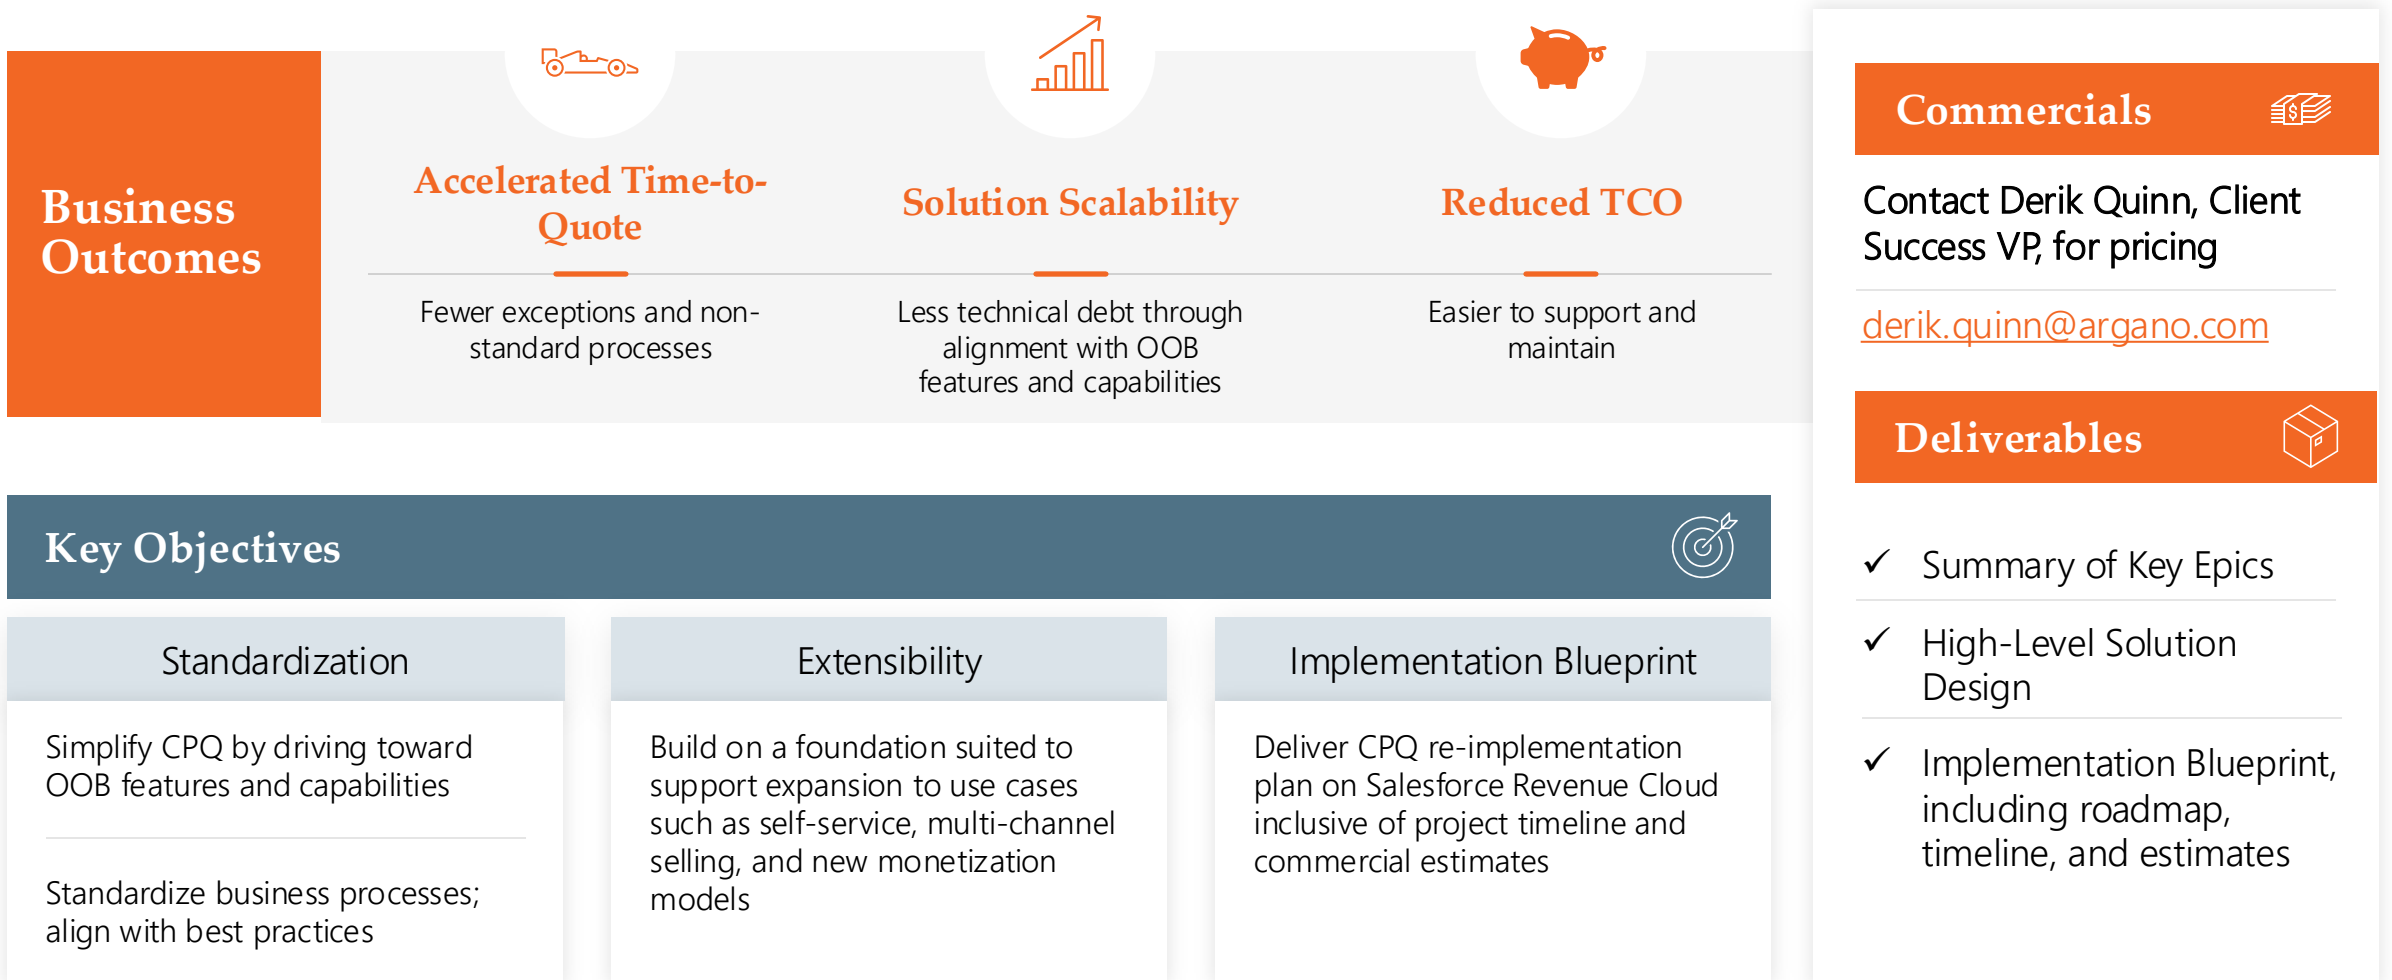 Business
Outcomes
Accelerated Time-to-
Quote
Fewer exceptions and non-
standard processes
Solution Scalability
Less technical debt through
alignment with OOB
features and capabilities
Reduced TCO
Easier to support and
maintain
Key Objectives
Standardization
Simplify CPQ by driving toward
OOB features and capabilities
Standardize business processes;
align with best practices
Extensibility
Build on a foundation suited to
support expansion to use cases
such as self-service, multi-channel
selling, and new monetization
models
Implementation Blueprint
Deliver CPQ re-implementation
plan on Salesforce Revenue Cloud
inclusive of project timeline and
commercial estimates
Commercials
$
Contact Derik Quinn, Client
Success VP, for pricing
derik.quinn@argano.com
Deliverables
✓ Summary of Key Epics
✓ High-Level Solution
Design
✓ Implementation Blueprint,
including roadmap,
timeline, and estimates